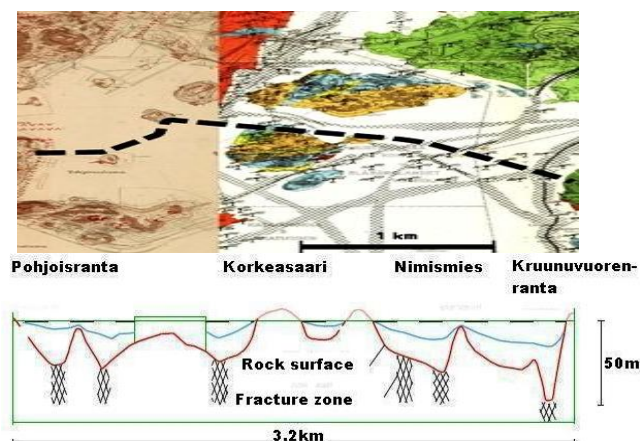 1 km
Pohjoisranta
Korkeasaari
Nimismies
Kruunuvuoren-
ranta
Rock surface
50m
Fracture zone
3.2km